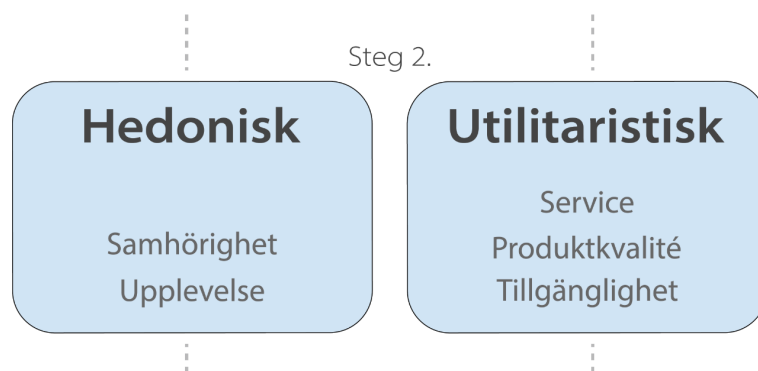 Steg 2.
Hedonisk
Samhörighet
Upplevelse
Utilitaristisk
Service
Produktkvalité
Tillgänglighet